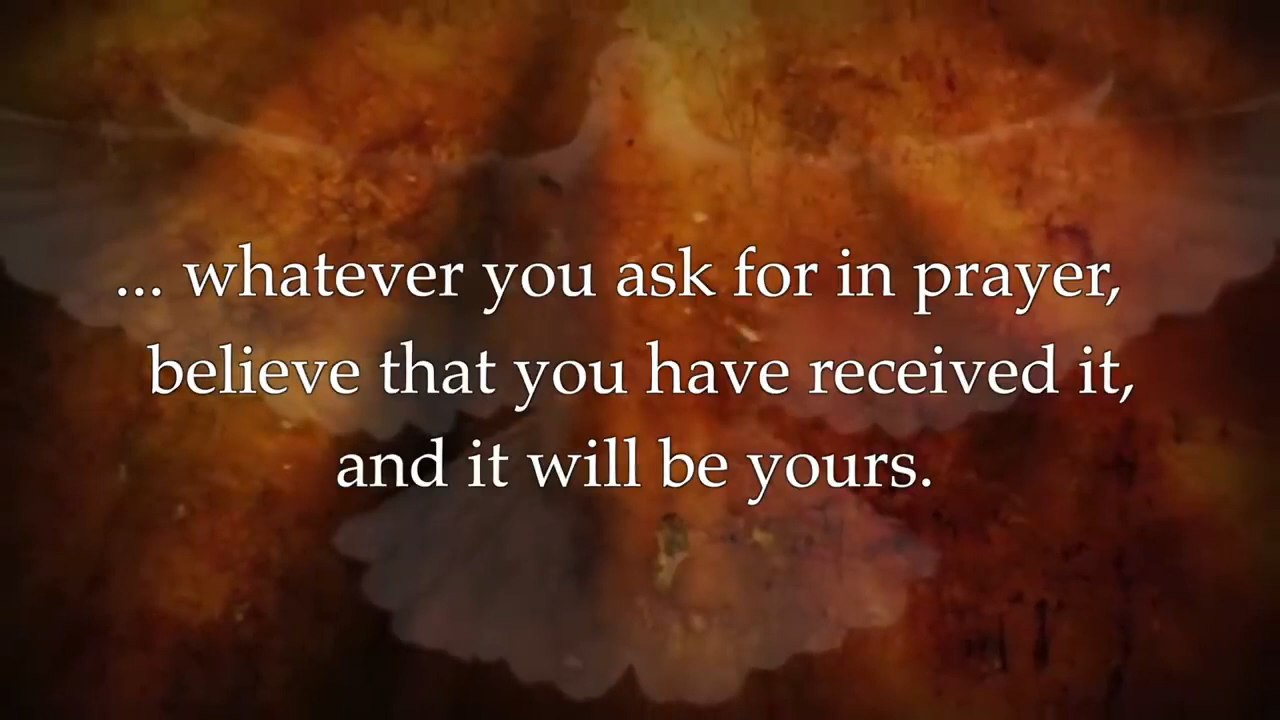 ... whatever you ask for in prayer,
believe that you have received it,
and it will be yours.